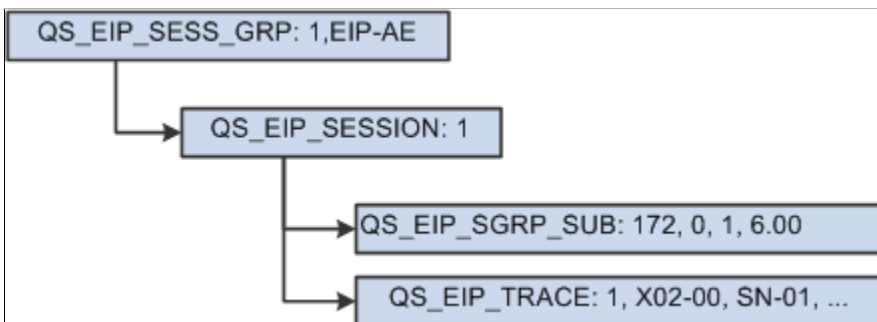 QS_EIP_SESS_GRP: 1,EIP-AE
QS_EIP_SESSION: 1
QS_EIP_SGRP_SUB: 172, 0, 1, 6.00
QS_EIP_TRACE: 1, X02-00, SN-01, ...